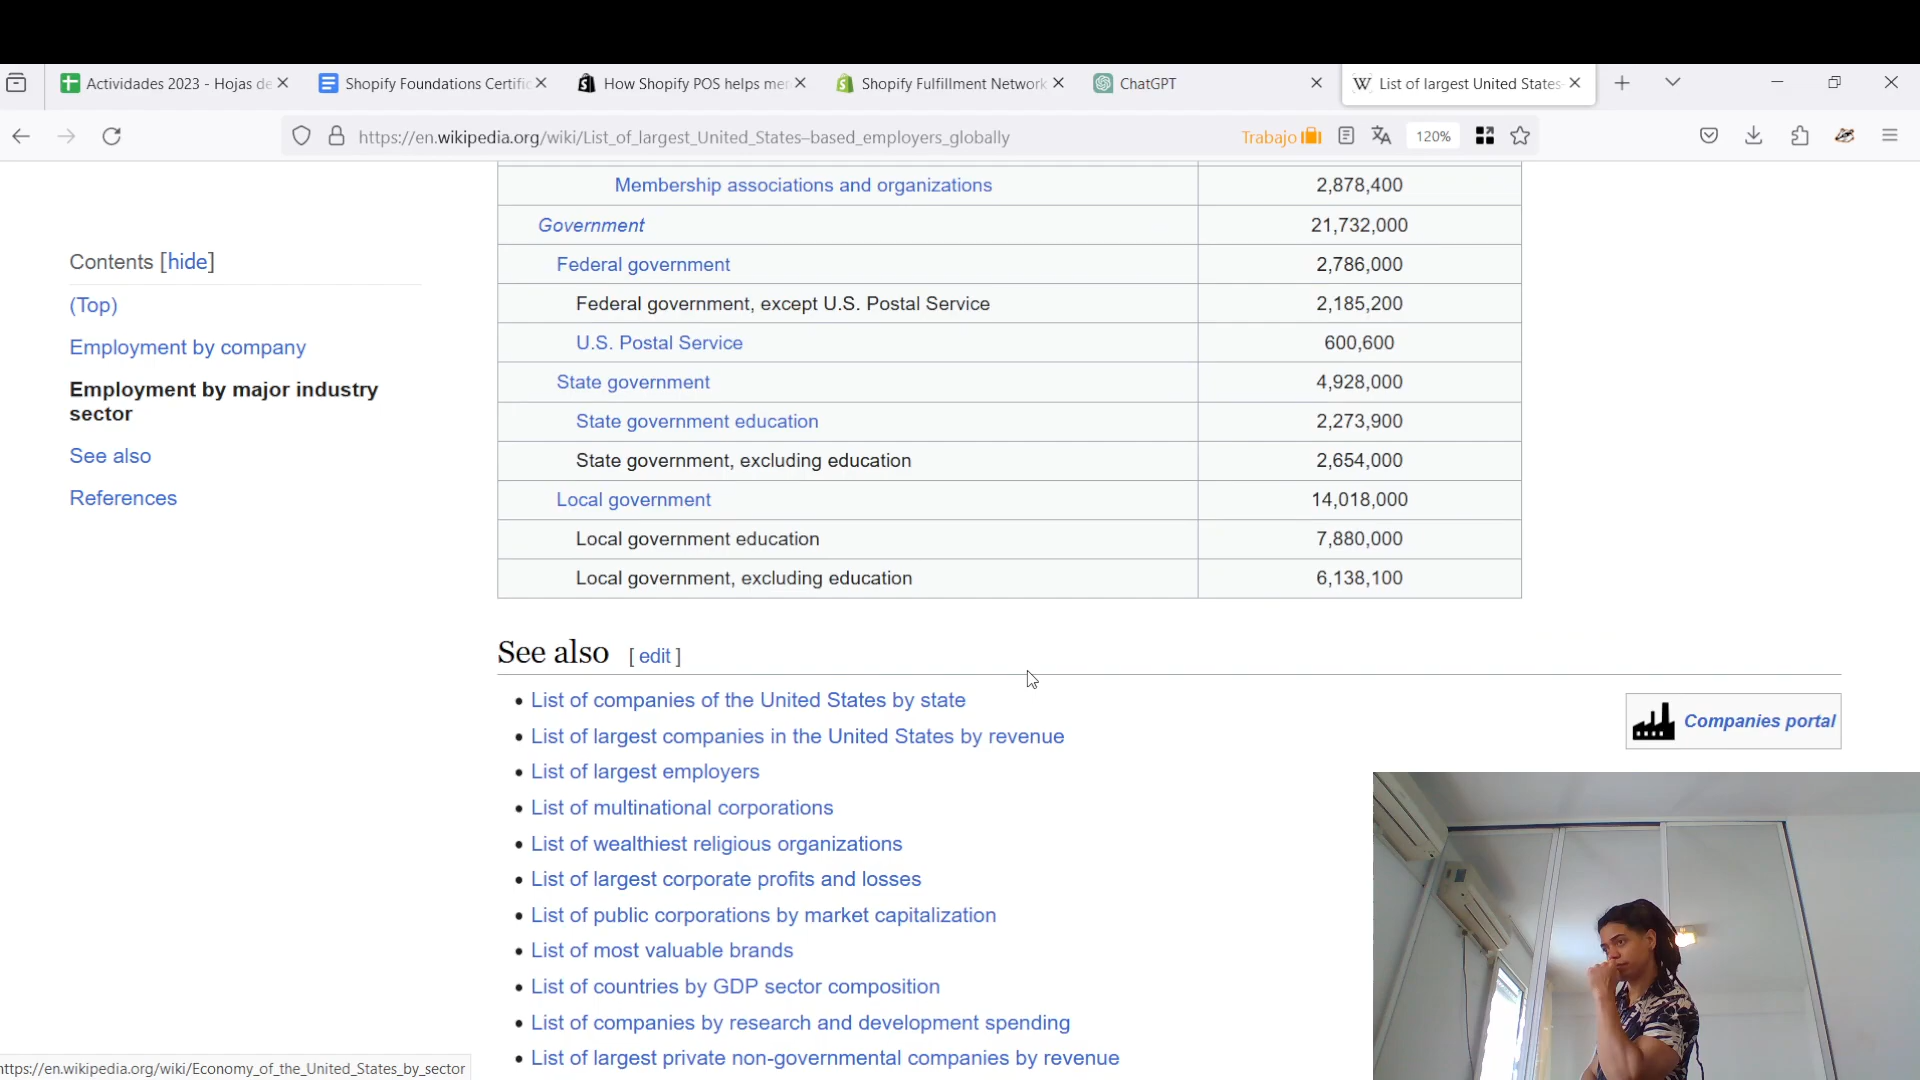 Actividades 2023 - Hojas de
Shopify Foundations Certific
How Shopify POS helps mer
Shopify Fulfillment Network
ChatGPT
List of largest United States-
https://en.wikipedia.org/wiki/List_of_largest_United_States–based_employers_globally
Trabajo
120%
Contents [hide]
(Top)
Employment by company
Employment by major industry
sector
See also
References
Membership associations and organizations 2,878,400
Government 21,732,000
Federal government 2,786,000
Federal government, except U.S. Postal Service 2,185,200
U.S. Postal Service 600,600
State government 4,928,000
State government education 2,273,900
State government, excluding education 2,654,000
Local government 14,018,000
Local government education 7,880,000
Local government, excluding education 6,138,100
See also [ edit ]
List of companies of the United States by state
List of largest companies in the United States by revenue
List of largest employers
List of multinational corporations
List of wealthiest religious organizations
List of largest corporate profits and losses
List of public corporations by market capitalization
List of most valuable brands
List of countries by GDP sector composition
List of companies by research and development spending
List of largest private non-governmental companies by revenue
Companies portal
https://en.wikipedia.org/wiki/Economy_of_the_United_States_by_sector